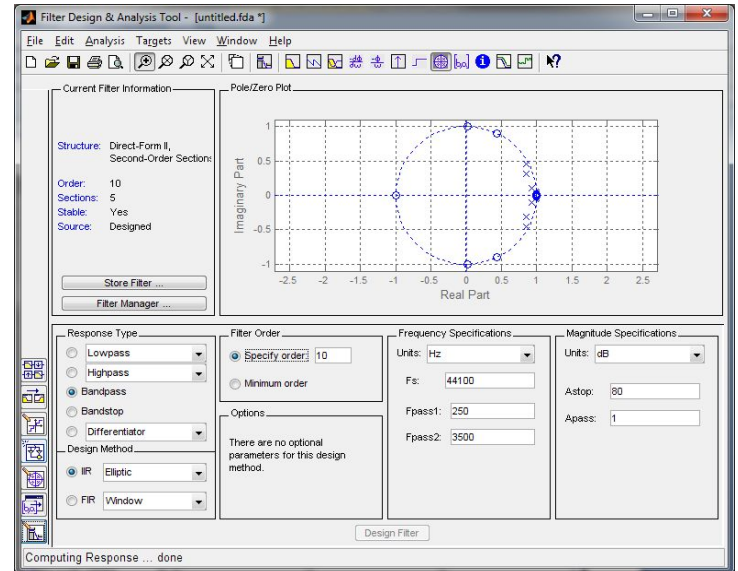 Filter Design & Analysis Tool - [untitled.fda *]
File Edit Analysis Targets View Window Help
Current Filter Information
Structure: Direct-Form II,
Second-Order Sections
Order: 10
Sections: 5
Stable: Yes
Source: Designed
Store Filter ...
Filter Manager ...
Pole/Zero Plot
Imaginary Part
1
0.5
0
-0.5
-1
-2.5 -2 -1.5 -1 -0.5 0 0.5 1 1.5 2 2.5
Real Part
Response Type
Lowpass
Highpass
Bandpass
Bandstop
Differentiator
Design Method
IIR Elliptic
FIR Window
Filter Order
Specify order: 10
Minimum order
Options
There are no optional
parameters for this design
method.
Frequency Specifications
Units: Hz
Fs: 44100
Fpass1: 250
Fpass2: 3500
Magnitude Specifications
Units: dB
Astop: 80
Apass: 1
Design Filter
Computing Response ... done